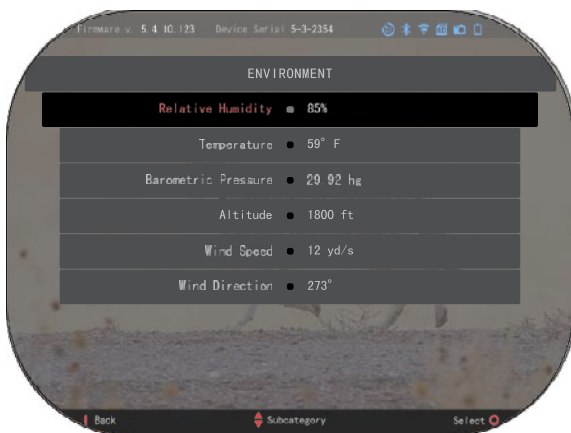 Firmware v. 5.4.10.123 Device Serial 5-3-2354
ENVIRONMENT
Relative Humidity 85%
Temperature 59° F
Barometric Pressure 29.92 hg
Altitude 1800 ft
Wind Speed 12 yd/s
Wind Direction 273°
Back Subcategory Select